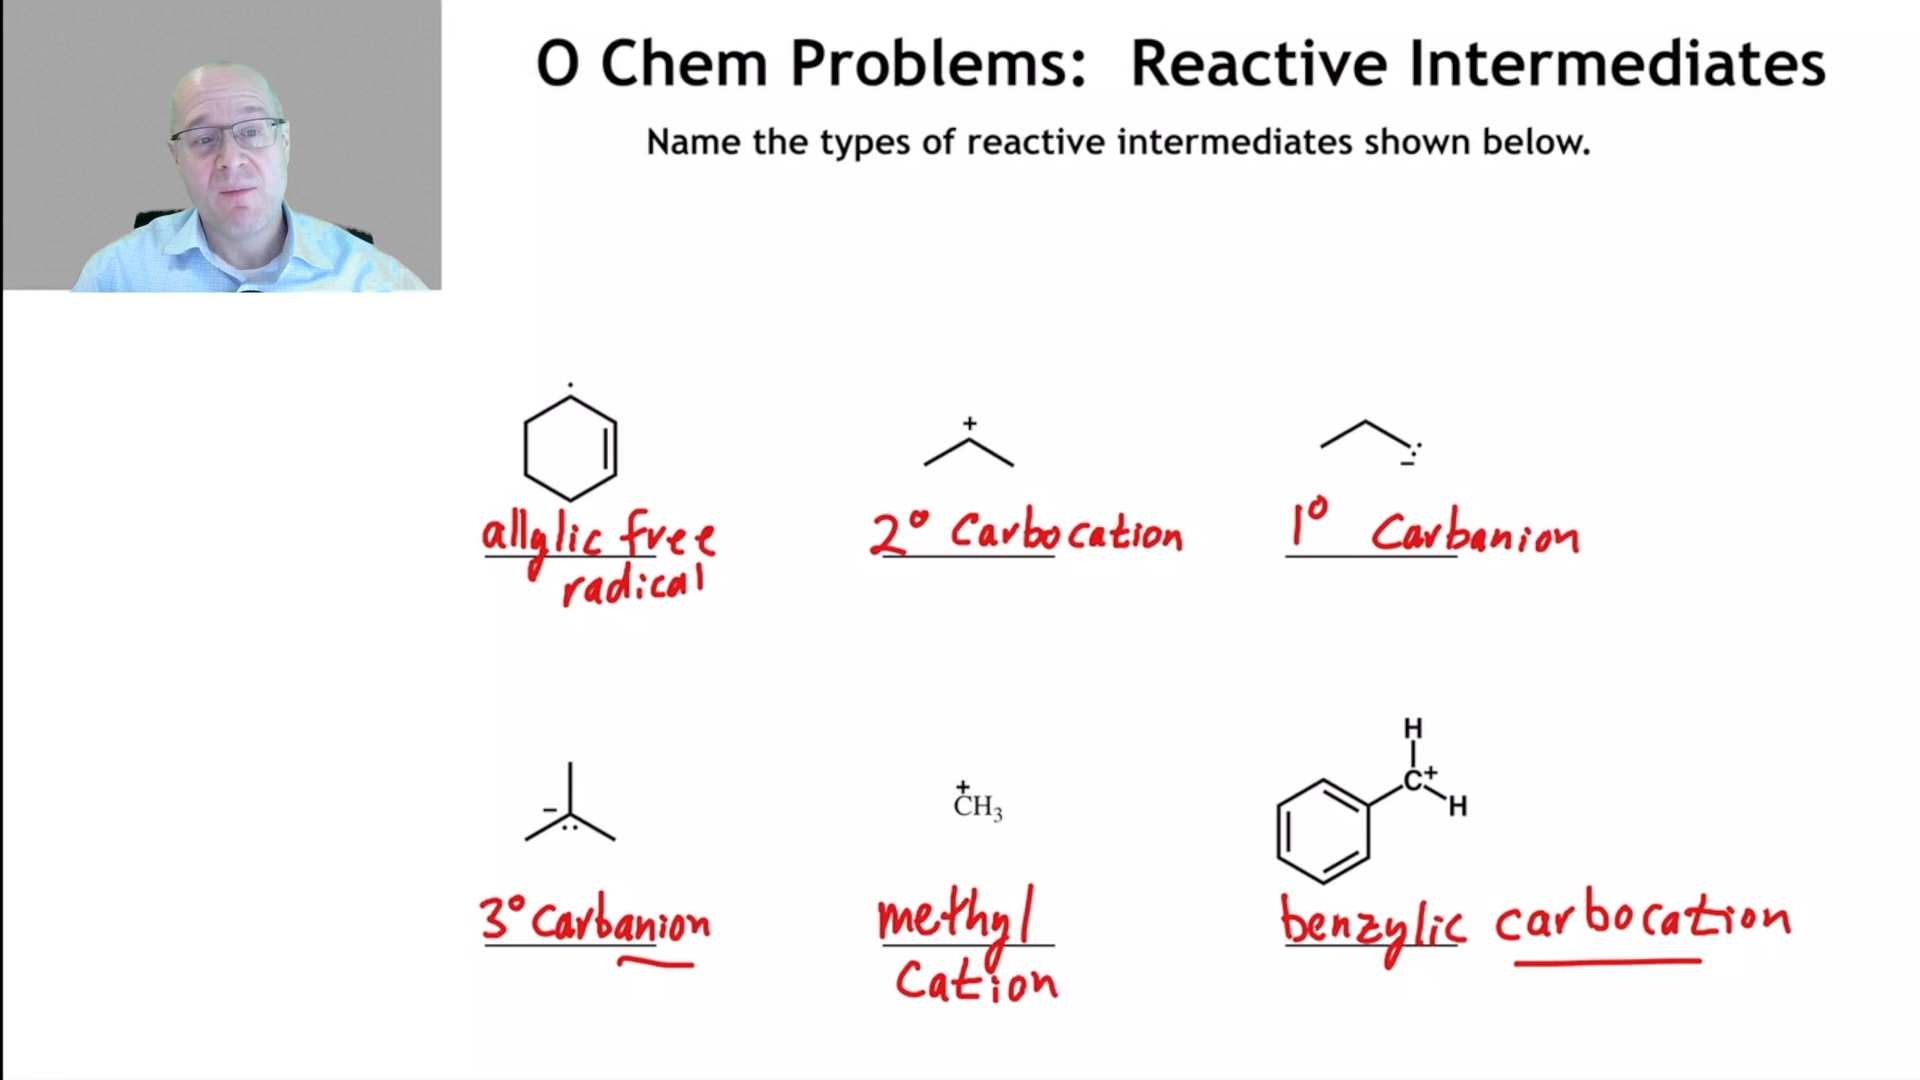 O Chem Problems: Reactive Intermediates
Name the types of reactive intermediates shown below.
+
allylic free
radical
2° Carbocation
1° Carbanion
H
C+
H
+
CH₃
3° Carbanion
methyl
Cation
benzylic carbocation